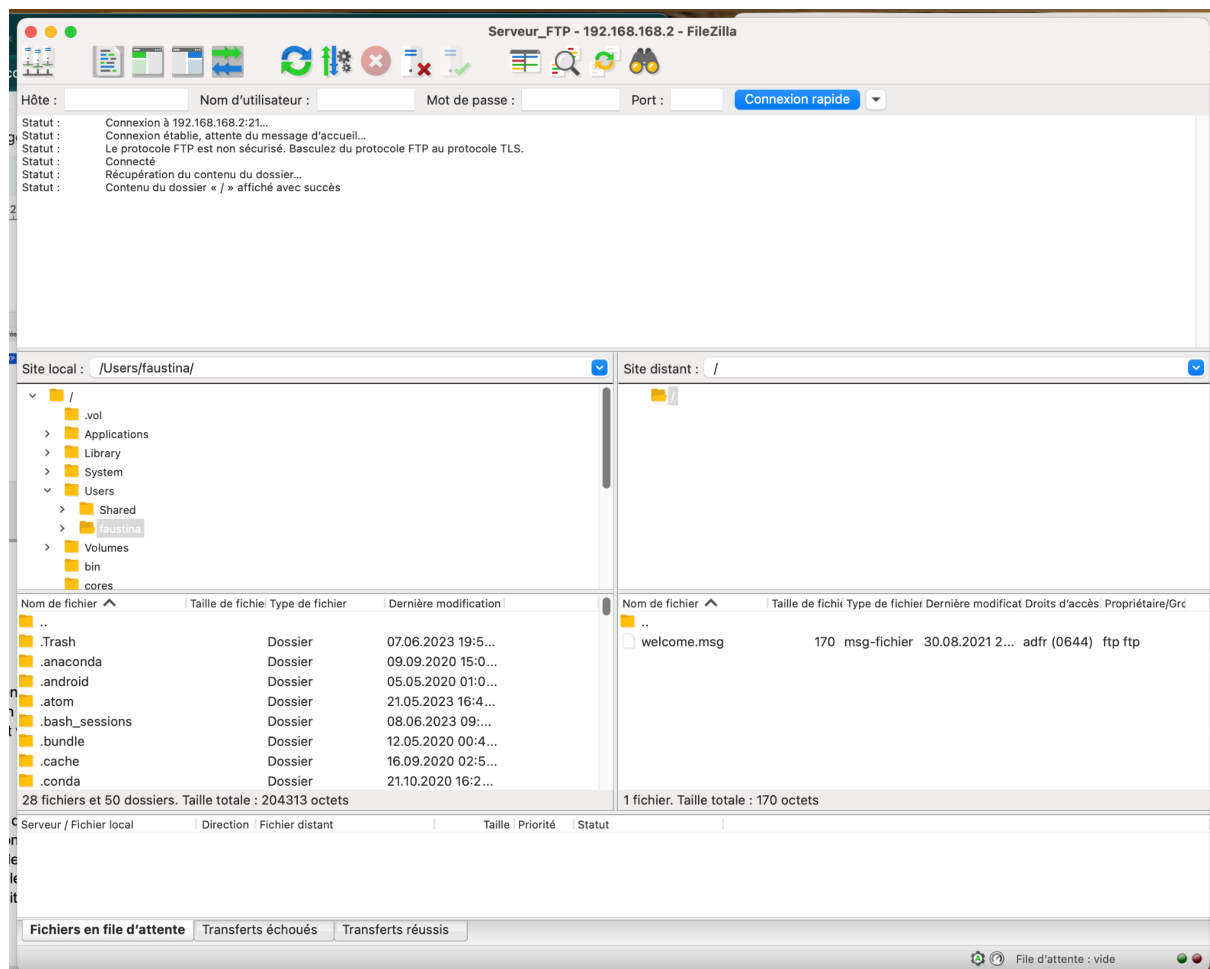 Serveur_FTP - 192.168.168.2 - FileZilla
Hôte : Nom d'utilisateur : Mot de passe : Port : Connexion rapide
Statut : Connexion à 192.168.168.2:21...
Statut : Connexion établie, attente du message d'accueil...
Statut : Le protocole FTP est non sécurisé. Basculez du protocole FTP au protocole TLS.
Statut : Connecté
Statut : Récupération du contenu du dossier...
Statut : Contenu du dossier « / » affiché avec succès
Site local : /Users/faustina/
/
.vol
Applications
Library
System
Users
Shared
faustina
Volumes
bin
cores
Site distant : /
/
Nom de fichier Taille de fichie Type de fichier Dernière modification
..
.Trash Dossier 07.06.2023 19:5...
.anaconda Dossier 09.09.2020 15:0...
.android Dossier 05.05.2020 01:0...
.atom Dossier 21.05.2023 16:4...
.bash_sessions Dossier 08.06.2023 09:...
.bundle Dossier 12.05.2020 00:4...
.cache Dossier 16.09.2020 02:5...
.conda Dossier 21.10.2020 16:2...
28 fichiers et 50 dossiers. Taille totale : 204313 octets
Nom de fichier Taille de fichi Type de fichier Dernière modificat Droits d'accès Propriétaire/Grc
..
welcome.msg 170 msg-fichier 30.08.2021 2... adfr (0644) ftp ftp
1 fichier. Taille totale : 170 octets
Serveur / Fichier local Direction Fichier distant Taille Priorité Statut
Fichiers en file d'attente Transferts échoués Transferts réussis
File d'attente : vide